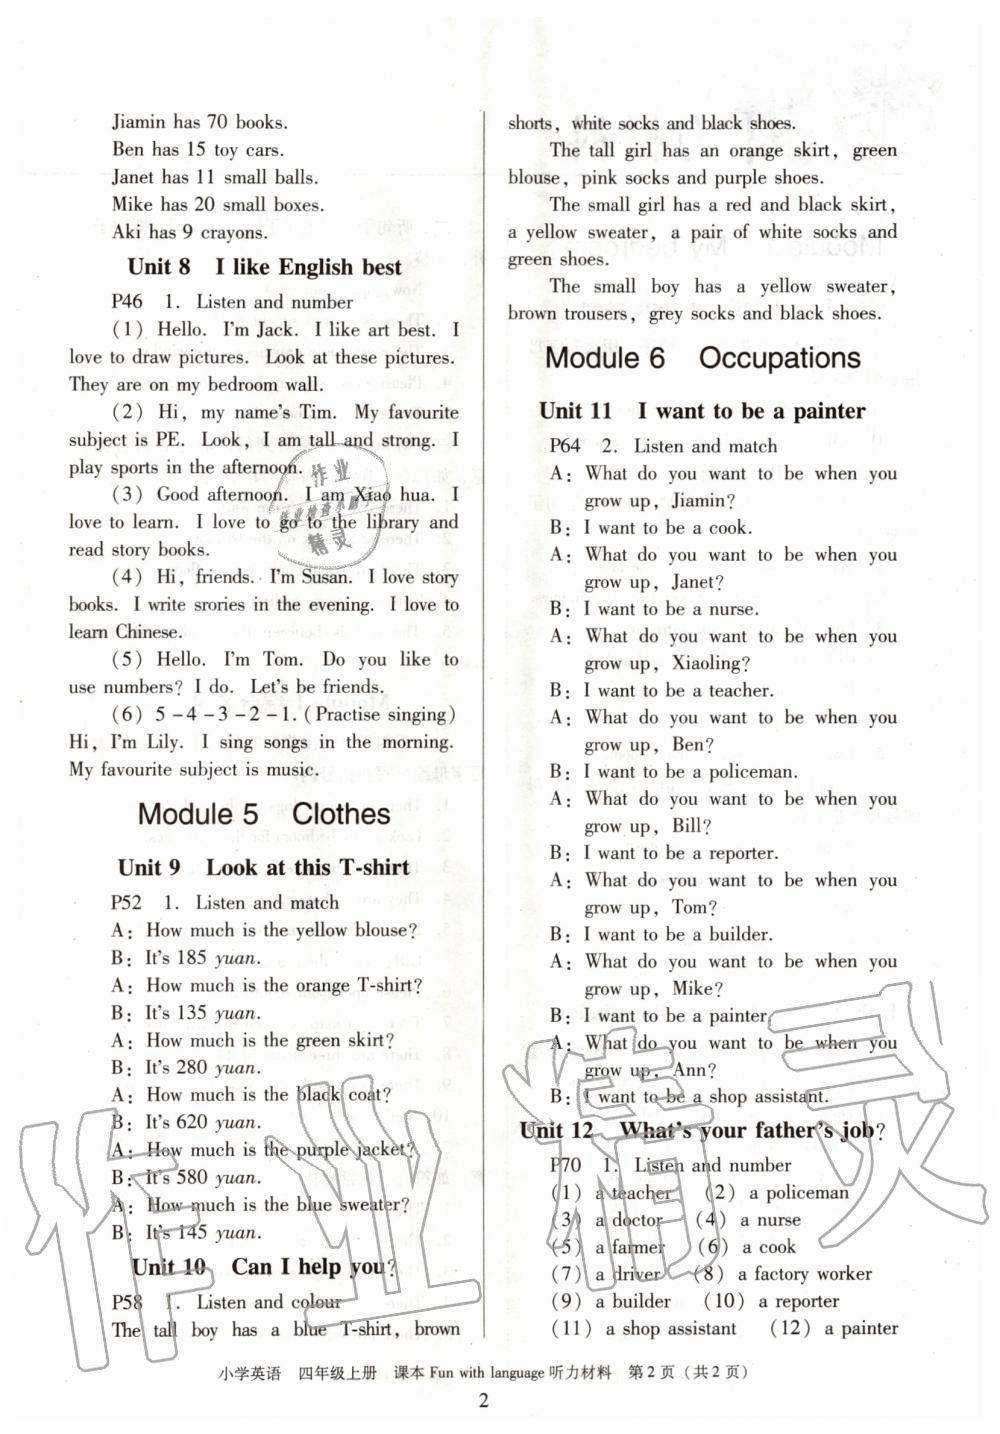 Jiamin has 70 books.
Ben has 15 toy cars.
Janet has 11 small balls.
Mike has 20 small boxes.
Aki has 9 crayons.
Unit 8 I like English best
P46 1. Listen and number
(1) Hello. I'm Jack. I like art best. I
love to draw pictures. Look at these pictures.
They are on my bedroom wall.
(2) Hi, my name's Tim. My favourite
subject is PE. Look, I am tall and strong. I
play sports in the afternoon.
(3) Good afternoon. I am Xiao hua. I
love to learn. I love to go to the library and
read story books.
(4) Hi, friends. I'm Susan. I love story
books. I write srories in the evening. I love to
learn Chinese.
(5) Hello. I'm Tom. Do you like to
use numbers? I do. Let's be friends.
(6) 5-4-3-2-1. (Practise singing)
Hi, I'm Lily. I sing songs in the morning.
My favourite subject is music.
Module 5 Clothes
Unit 9 Look at this T-shirt
P52 1. Listen and match
A: How much is the yellow blouse?
B: It's 185 yuan.
A: How much is the orange T-shirt?
B: It's 135 yuan.
A: How much is the green skirt?
B: It's 280 yuan.
A: How much is the black coat?
B: It's 620 yuan.
A: How much is the purple jacket?
B: It's 580 yuan.
A: How much is the blue sweater?
B: It's 145 yuan.
Unit 10 Can I help you?
P58 1. Listen and colour
The tall boy has a blue T-shirt, brown
shorts, white socks and black shoes.
The tall girl has an orange skirt, green
blouse, pink socks and purple shoes.
The small girl has a red and black skirt,
a yellow sweater, a pair of white socks and
green shoes.
The small boy has a yellow sweater,
brown trousers, grey socks and black shoes.
Module 6 Occupations
Unit 11 I want to be a painter
P64 2. Listen and match
A: What do you want to be when you
grow up, Jiamin?
B: I want to be a cook.
A: What do you want to be when you
grow up, Janet?
B: I want to be a nurse.
A: What do you want to be when you
grow up, Xiaoling?
B: I want to be a teacher.
A: What do you want to be when you
grow up, Ben?
B: I want to be a policeman.
A: What do you want to be when you
grow up, Bill?
B: I want to be a reporter.
A: What do you want to be when you
grow up, Tom?
B: I want to be a builder.
A: What do you want to be when you
grow up, Mike?
B: I want to be a painter.
A: What do you want to be when you
grow up, Ann?
B: I want to be a shop assistant.
Unit 12 What's your father's job?
P70 1. Listen and number
(1) a teacher (2) a policeman
(3) a doctor (4) a nurse
(5) a farmer (6) a cook
(7) a driver (8) a factory worker
(9) a builder (10) a reporter
(11) a shop assistant (12) a painter
小学英语 四年级上册 课本 Fun with language 听力材料 第2页(共2页)
2
作业
作业检查小助手
精灵
作业精灵